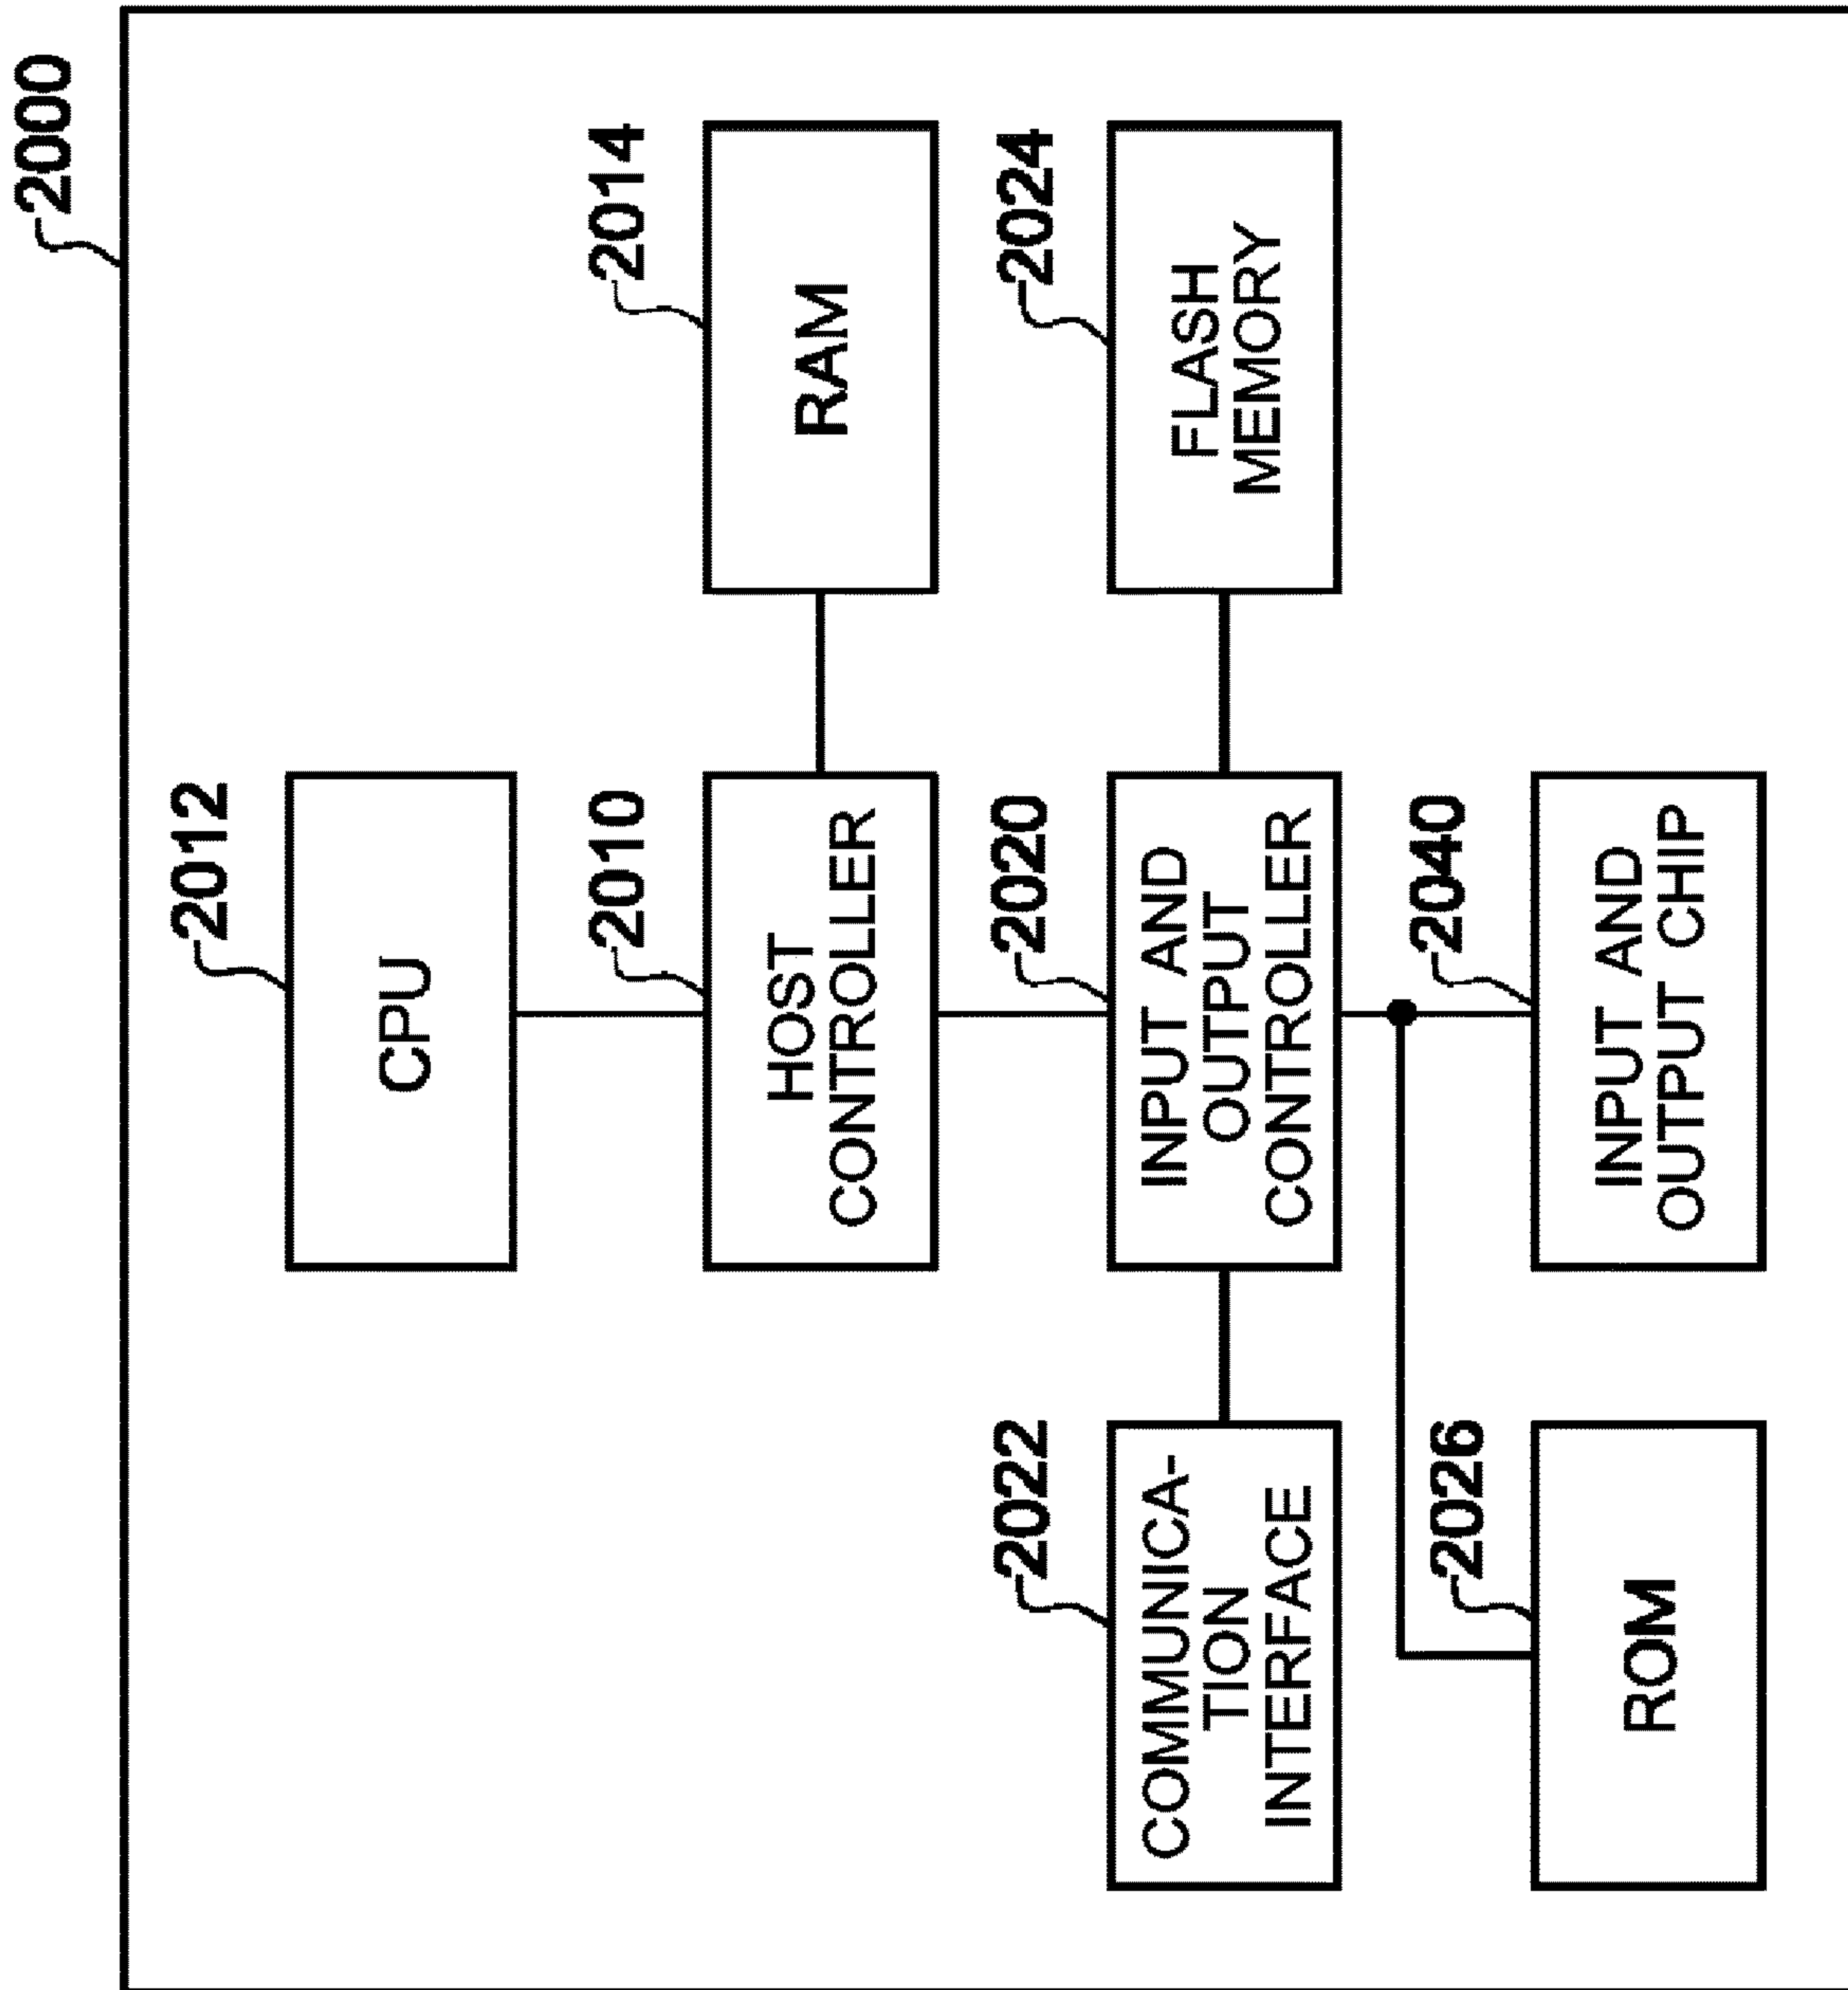 2000
2012
CPU
2010
HOST
CONTROLLER
2014
RAM
2020
INPUT AND
OUTPUT
CONTROLLER
2024
FLASH
MEMORY
2022
COMMUNICA-
TION
INTERFACE
2040
INPUT AND
OUTPUT CHIP
2026
ROM